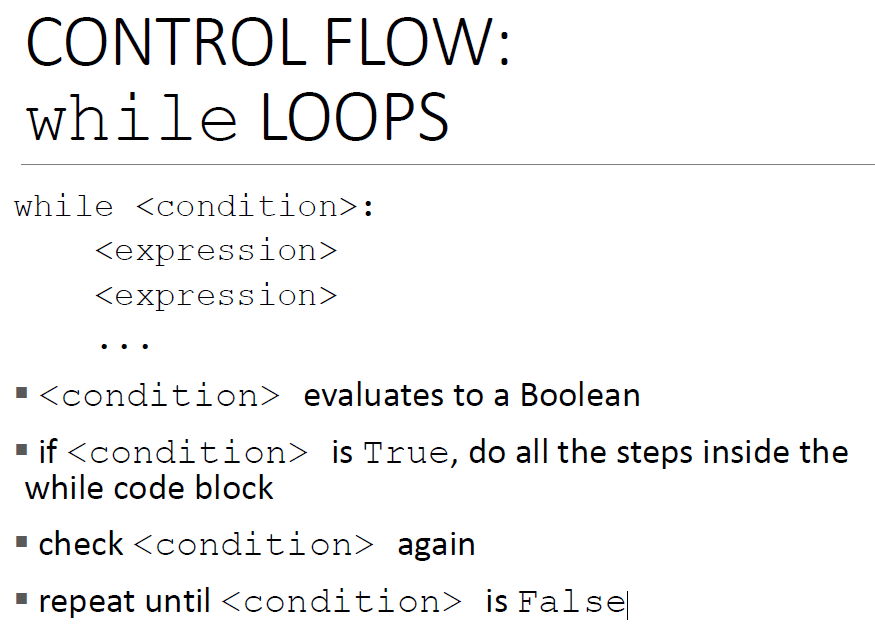 CONTROL FLOW:
while LOOPS
while <condition>:
<expression>
<expression>
...
▪ <condition> evaluates to a Boolean
▪ if <condition> is True, do all the steps inside the
while code block
▪ check <condition> again
▪ repeat until <condition> is False